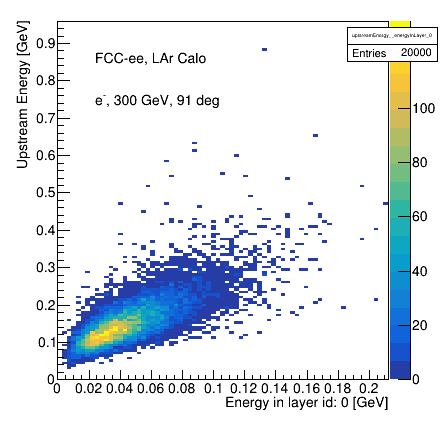 upstreamEnergy__energyInLayer_0
Entries 20000
FCC-ee, LAr Calo
e⁻, 300 GeV, 91 deg
Upstream Energy [GeV]
0.9
0.8
0.7
0.6
0.5
0.4
0.3
0.2
0.1
0
0 0.02 0.04 0.06 0.08 0.1 0.12 0.14 0.16 0.18 0.2
Energy in layer id: 0 [GeV]
100
80
60
40
20
0